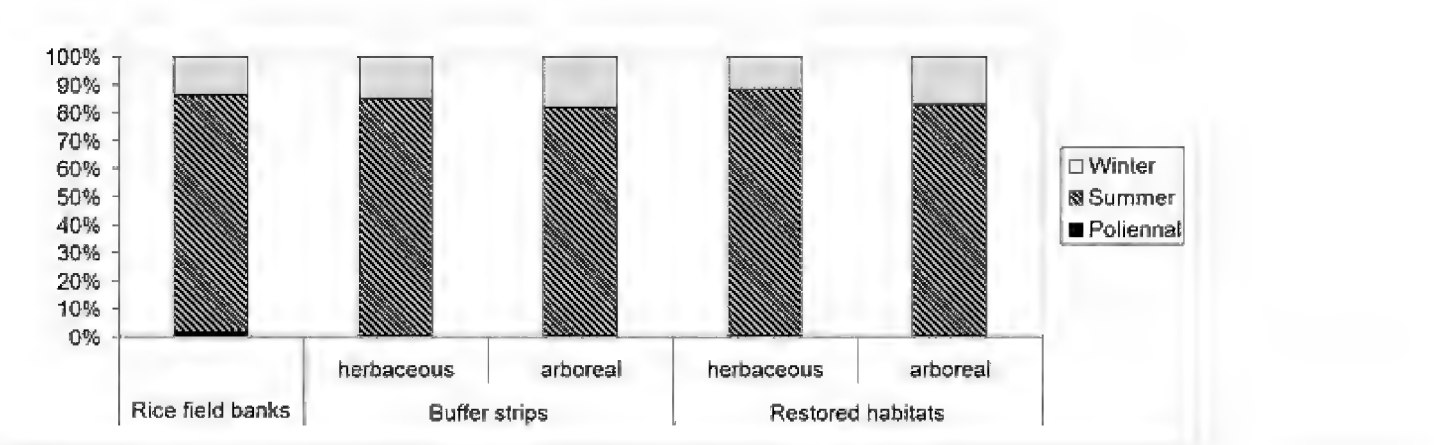 100%
90%
80%
70%
60%
50%
40%
30%
20%
10%
0%
herbaceous arboreal herbaceous arboreal
Rice field banks Buffer strips Restored habitats
Winter
Summer
Poliennal